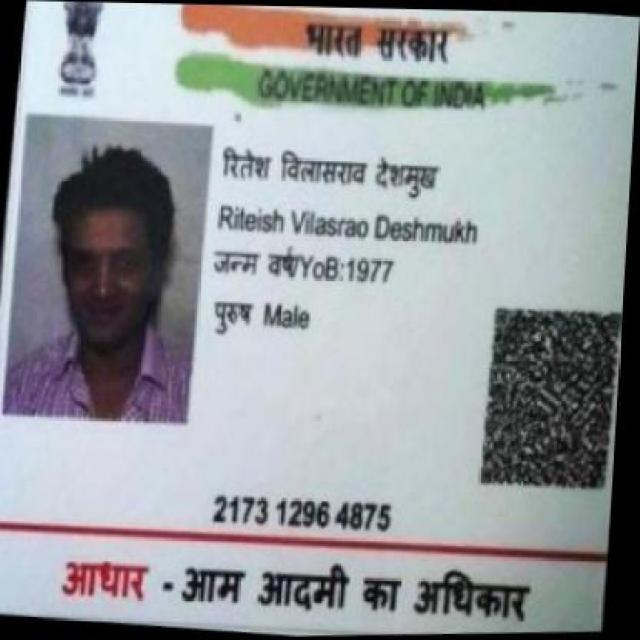 भारत सरकार
GOVERNMENT OF INDIA
रितेश विलासराव देशमुख
Riteish Vilasrao Deshmukh
जन्म वर्ष/YoB:1977
पुरुष Male
2173 1296 4875
आधार - आम आदमी का अधिकार